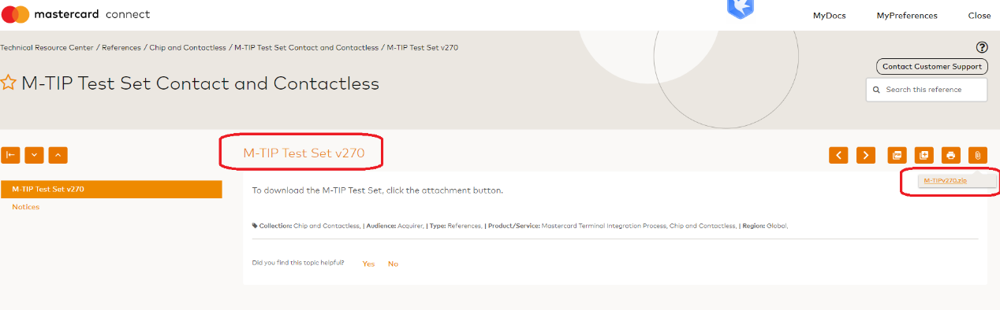 mastercard connect
MyDocs MyPreferences Close
Technical Resource Center / References / Chip and Contactless / M-TIP Test Set Contact and Contactless / M-TIP Test Set v270
?
Contact Customer Support
M-TIP Test Set Contact and Contactless
Search this reference
M-TIP Test Set v270
M-TIP Test Set v270
M-TIPv270.zip
To download the M-TIP Test Set, click the attachment button.
Notices
Collection: Chip and Contactless, | Audience: Acquirer, | Type: References, | Product/Service: Mastercard Terminal Integration Process, Chip and Contactless, | Region: Global,
Did you find this topic helpful? Yes No